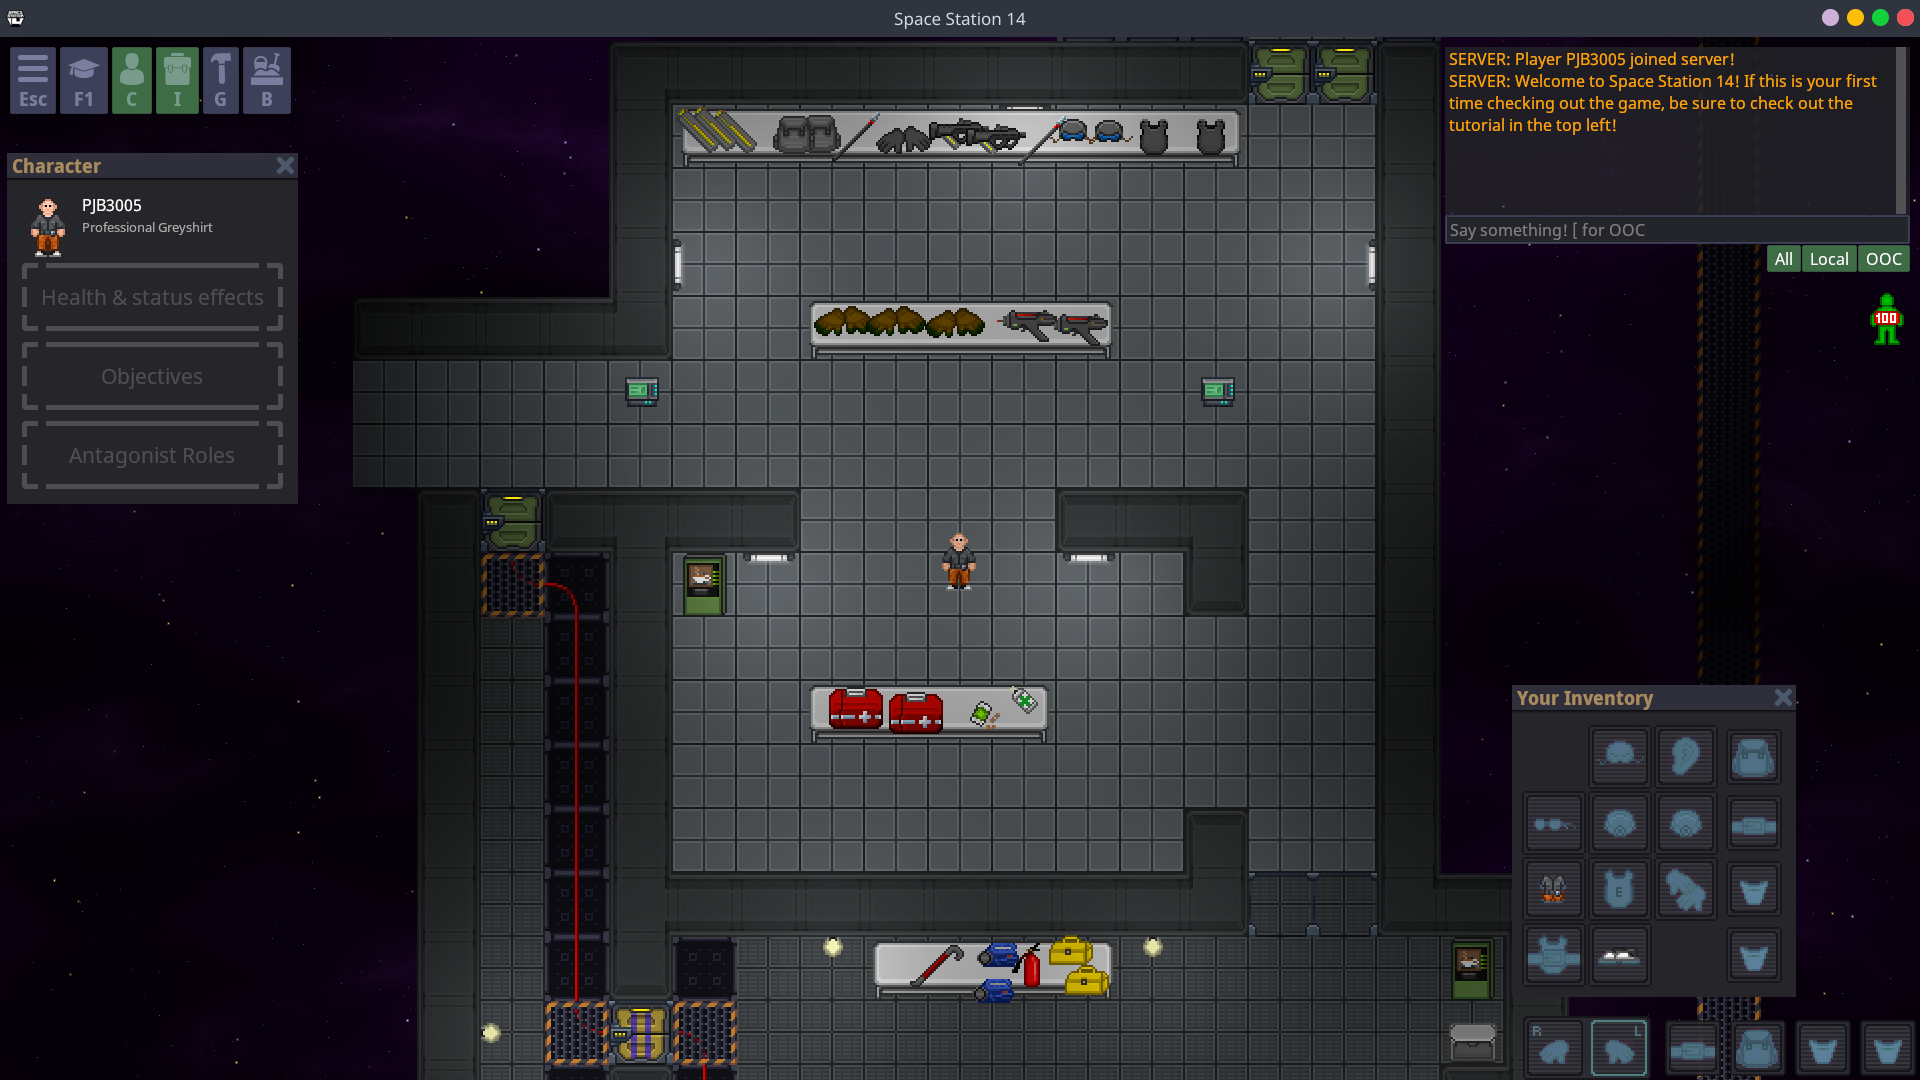 Space Station 14
Esc
F1
C
I
G
B
SERVER: Player PJB3005 joined server!
SERVER: Welcome to Space Station 14! If this is your first
time checking out the game, be sure to check out the
tutorial in the top left!
Say something! [ for OOC
All
Local
OOC
100
Character
PJB3005
Professional Greyshirt
Health & status effects
Objectives
Antagonist Roles
Your Inventory
E
R
L